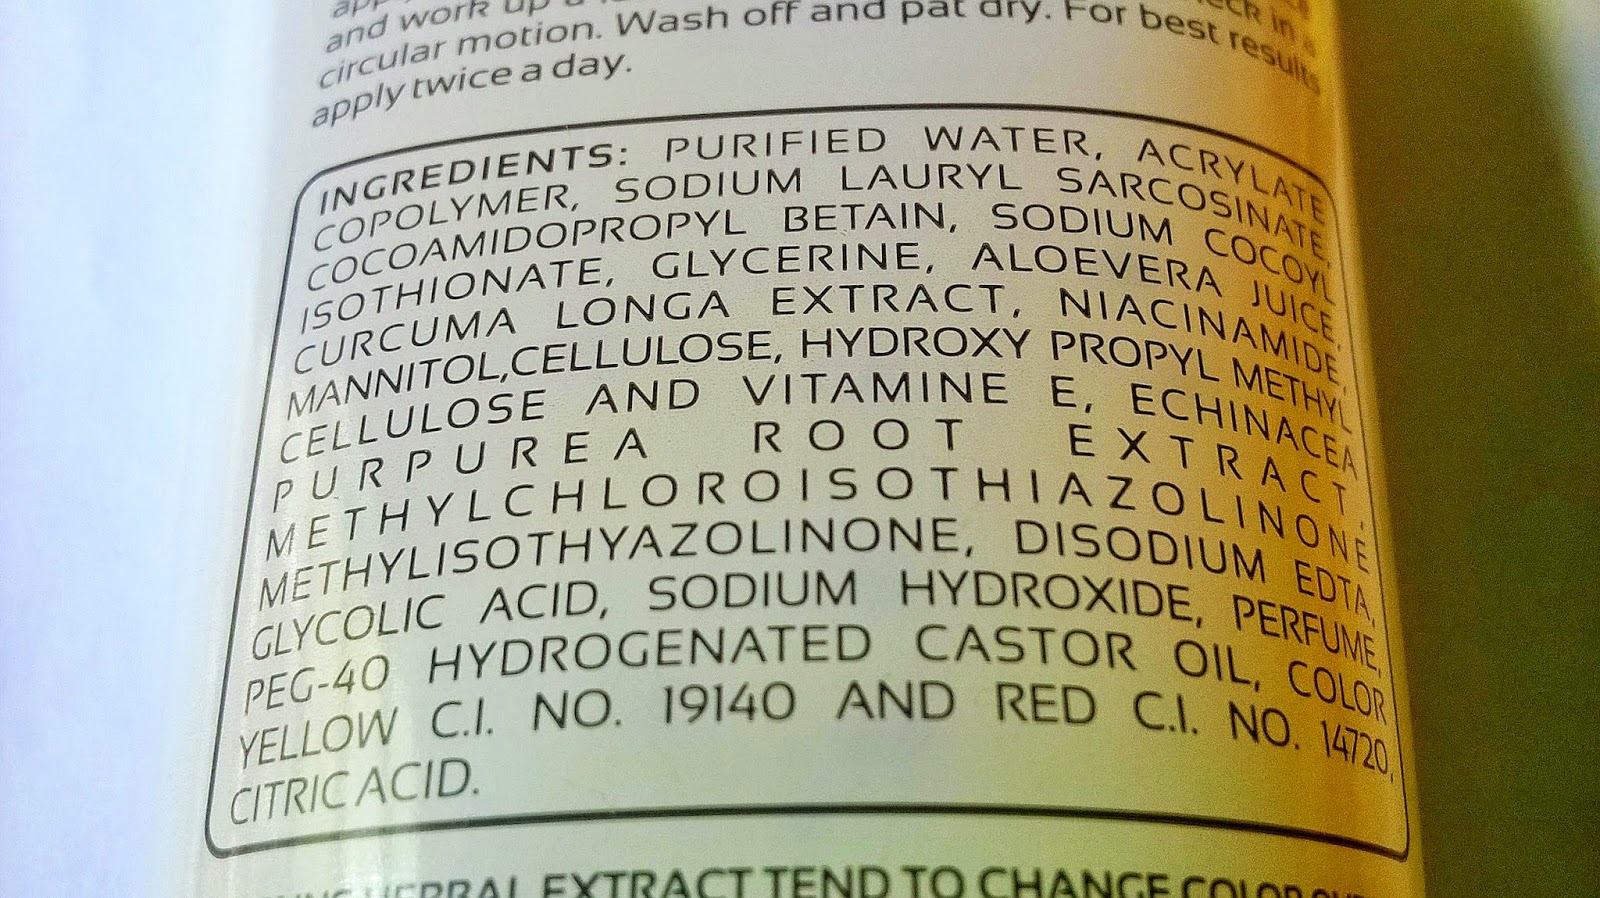 and work up a
circular motion. Wash off and pat dry. For best results
apply twice a day.
INGREDIENTS: PURIFIED WATER, ACRYLATE
COPOLYMER, SODIUM LAURYL SARCOSINATE,
COCOAMIDOPROPYL BETAIN, SODIUM COCOYL
ISOTHIONATE, GLYCERINE, ALOEVERA JUICE,
CURCUMA LONGA EXTRACT, NIACINAMIDE,
MANNITOL,CELLULOSE, HYDROXY PROPYL METHYL
CELLULOSE AND VITAMINE E, ECHINACEA
PURPUREA ROOT EXTRACT,
METHYLCHLOROISOTHIAZOLINONE
METHYLISOTHYAZOLINONE, DISODIUM EDTA,
GLYCOLIC ACID, SODIUM HYDROXIDE, PERFUME,
PEG-40 HYDROGENATED CASTOR OIL, COLOR
YELLOW C.I. NO. 19140 AND RED C.I. NO. 14720,
CITRIC ACID.
HERBAL EXTRACT TEND TO CHANGE COLOR